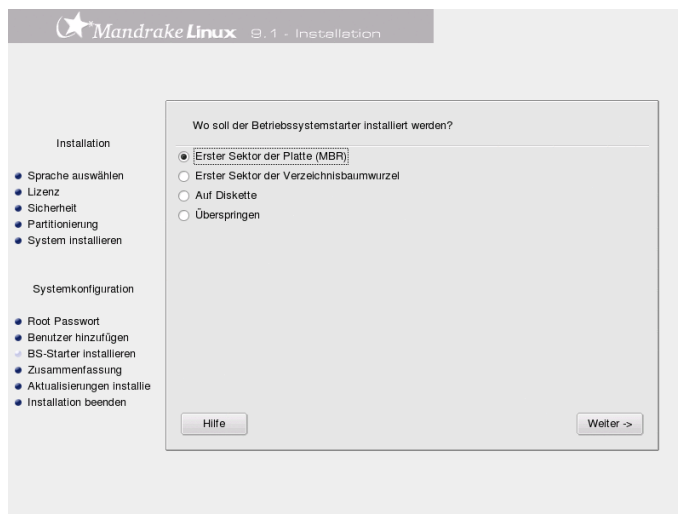 Mandrake Linux 9.1 - Installation
Wo soll der Betriebssystemstarter installiert werden?
Erster Sektor der Platte (MBR)
Erster Sektor der Verzeichnisbaumwurzel
Auf Diskette
Überspringen
Installation
Sprache auswählen
Lizenz
Sicherheit
Partitionierung
System installieren
Systemkonfiguration
Root Passwort
Benutzer hinzufügen
BS-Starter installieren
Zusammenfassung
Aktualisierungen installie
Installation beenden
Hilfe
Weiter ->